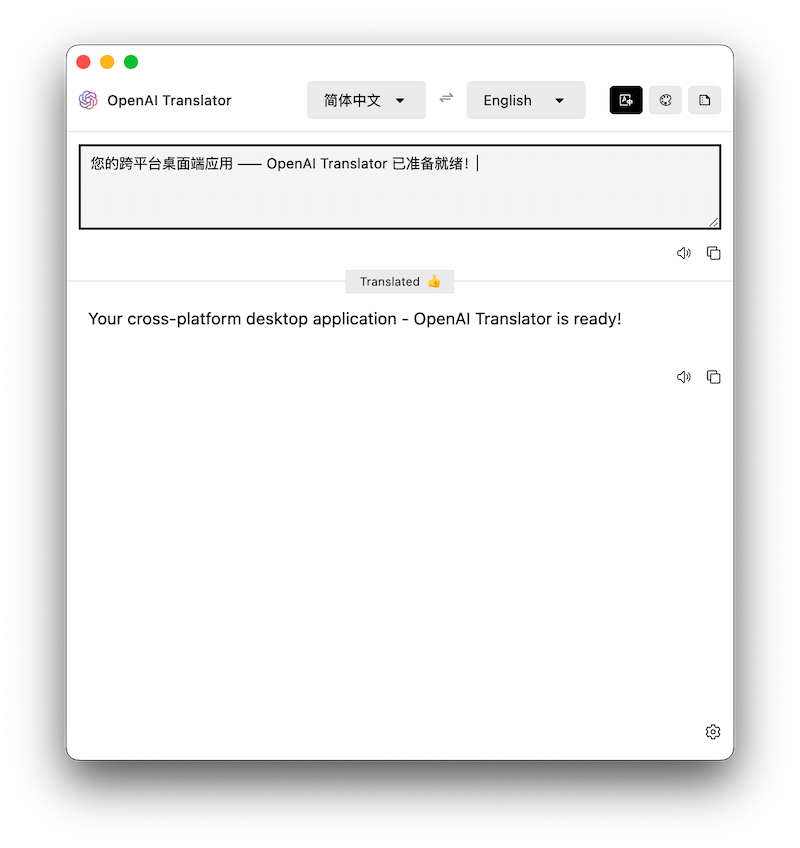 OpenAI Translator
简体中文
English
您的跨平台桌面端应用 —— OpenAI Translator 已准备就绪！
Translated 👍
Your cross-platform desktop application - OpenAI Translator is ready!